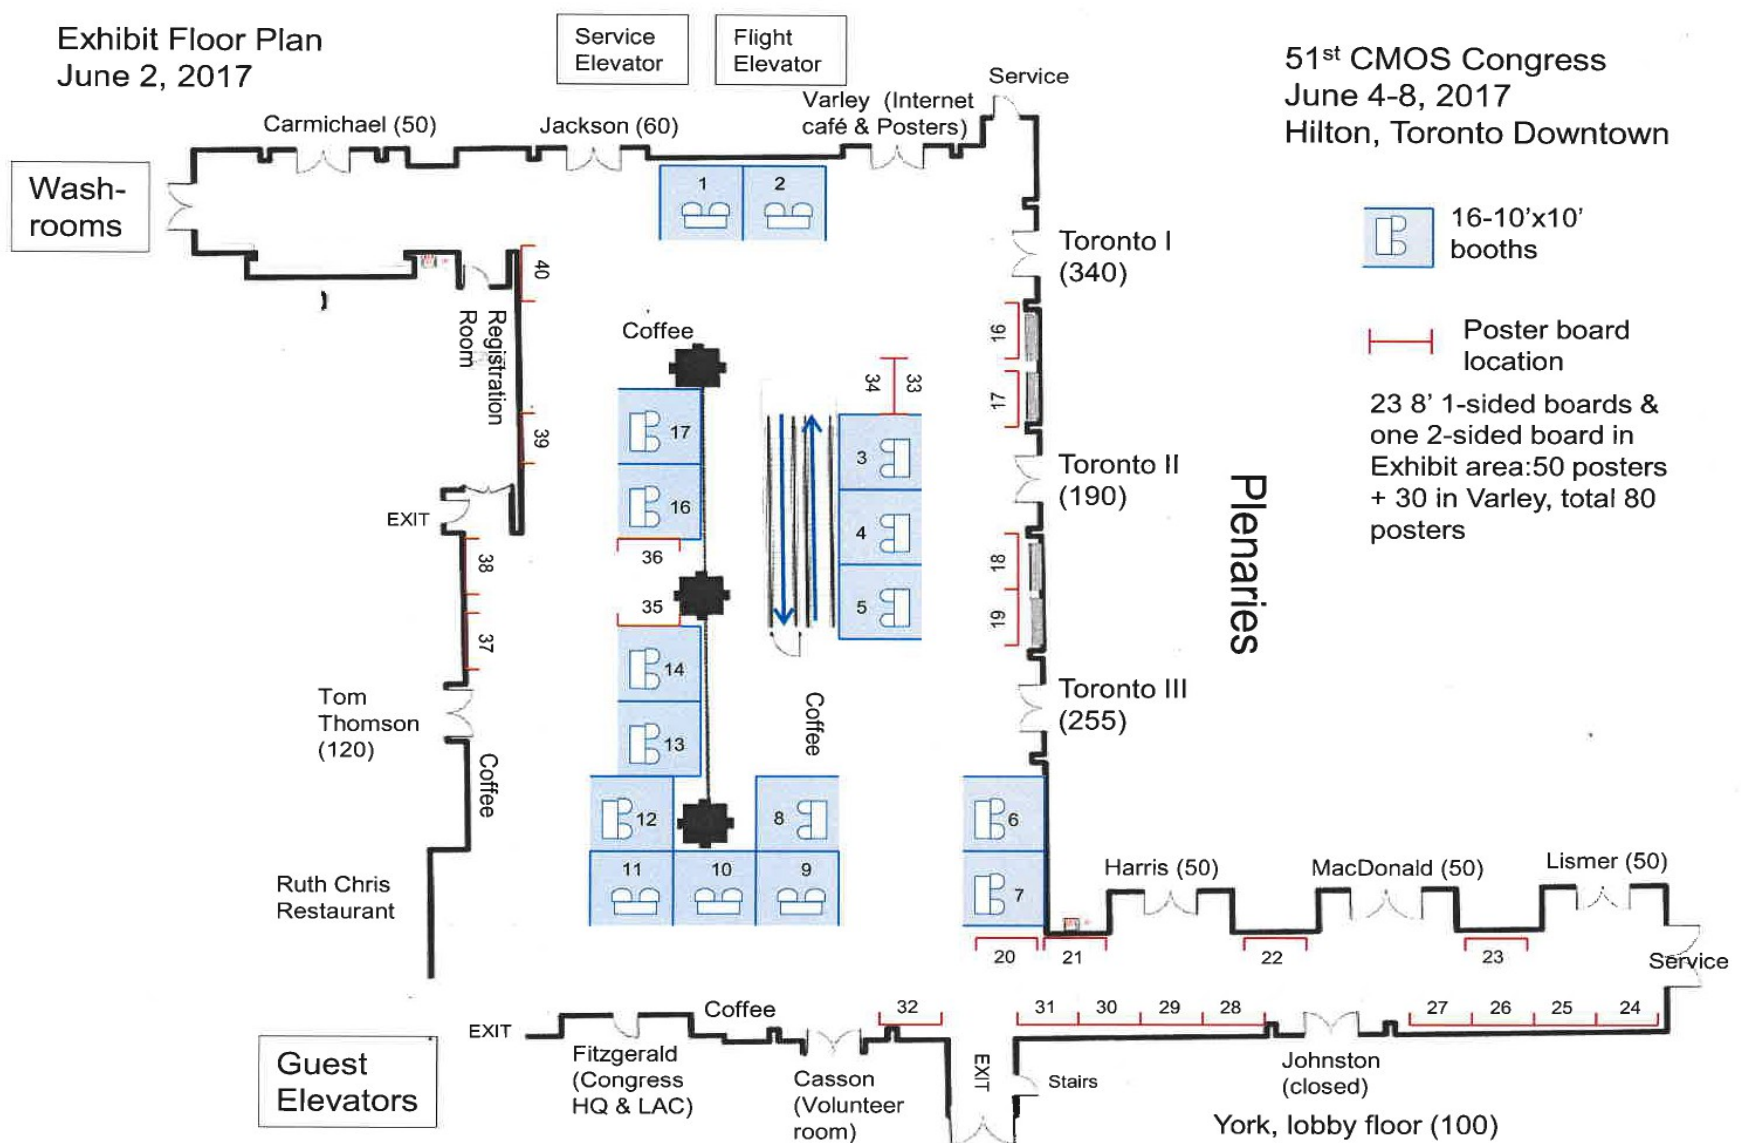 Exhibit Floor Plan
June 2, 2017
Service
Elevator
Flight
Elevator
Service
51st CMOS Congress
June 4-8, 2017
Hilton, Toronto Downtown
Carmichael (50)
Jackson (60)
Varley (Internet
café & Posters)
Wash-
rooms
1
2
16-10'x10'
booths
Toronto I
(340)
40
Registration
Room
Coffee
16
17
34
33
Poster board
location
23 8' 1-sided boards &
one 2-sided board in
Exhibit area:50 posters
+ 30 in Varley, total 80
posters
39
17
3
Toronto II
(190)
Plenaries
16
4
EXIT
36
38
18
35
5
19
37
14
Tom
Thomson
(120)
Toronto III
(255)
Coffee
13
Coffee
12
8
6
11
10
9
7
Ruth Chris
Restaurant
Harris (50)
MacDonald (50)
Lismer (50)
20
21
22
23
Service
Coffee
32
31
30
29
28
27
26
25
24
EXIT
Guest
Elevators
Fitzgerald
(Congress
HQ & LAC)
Casson
(Volunteer
room)
EXIT
Stairs
Johnston
(closed)
York, lobby floor (100)